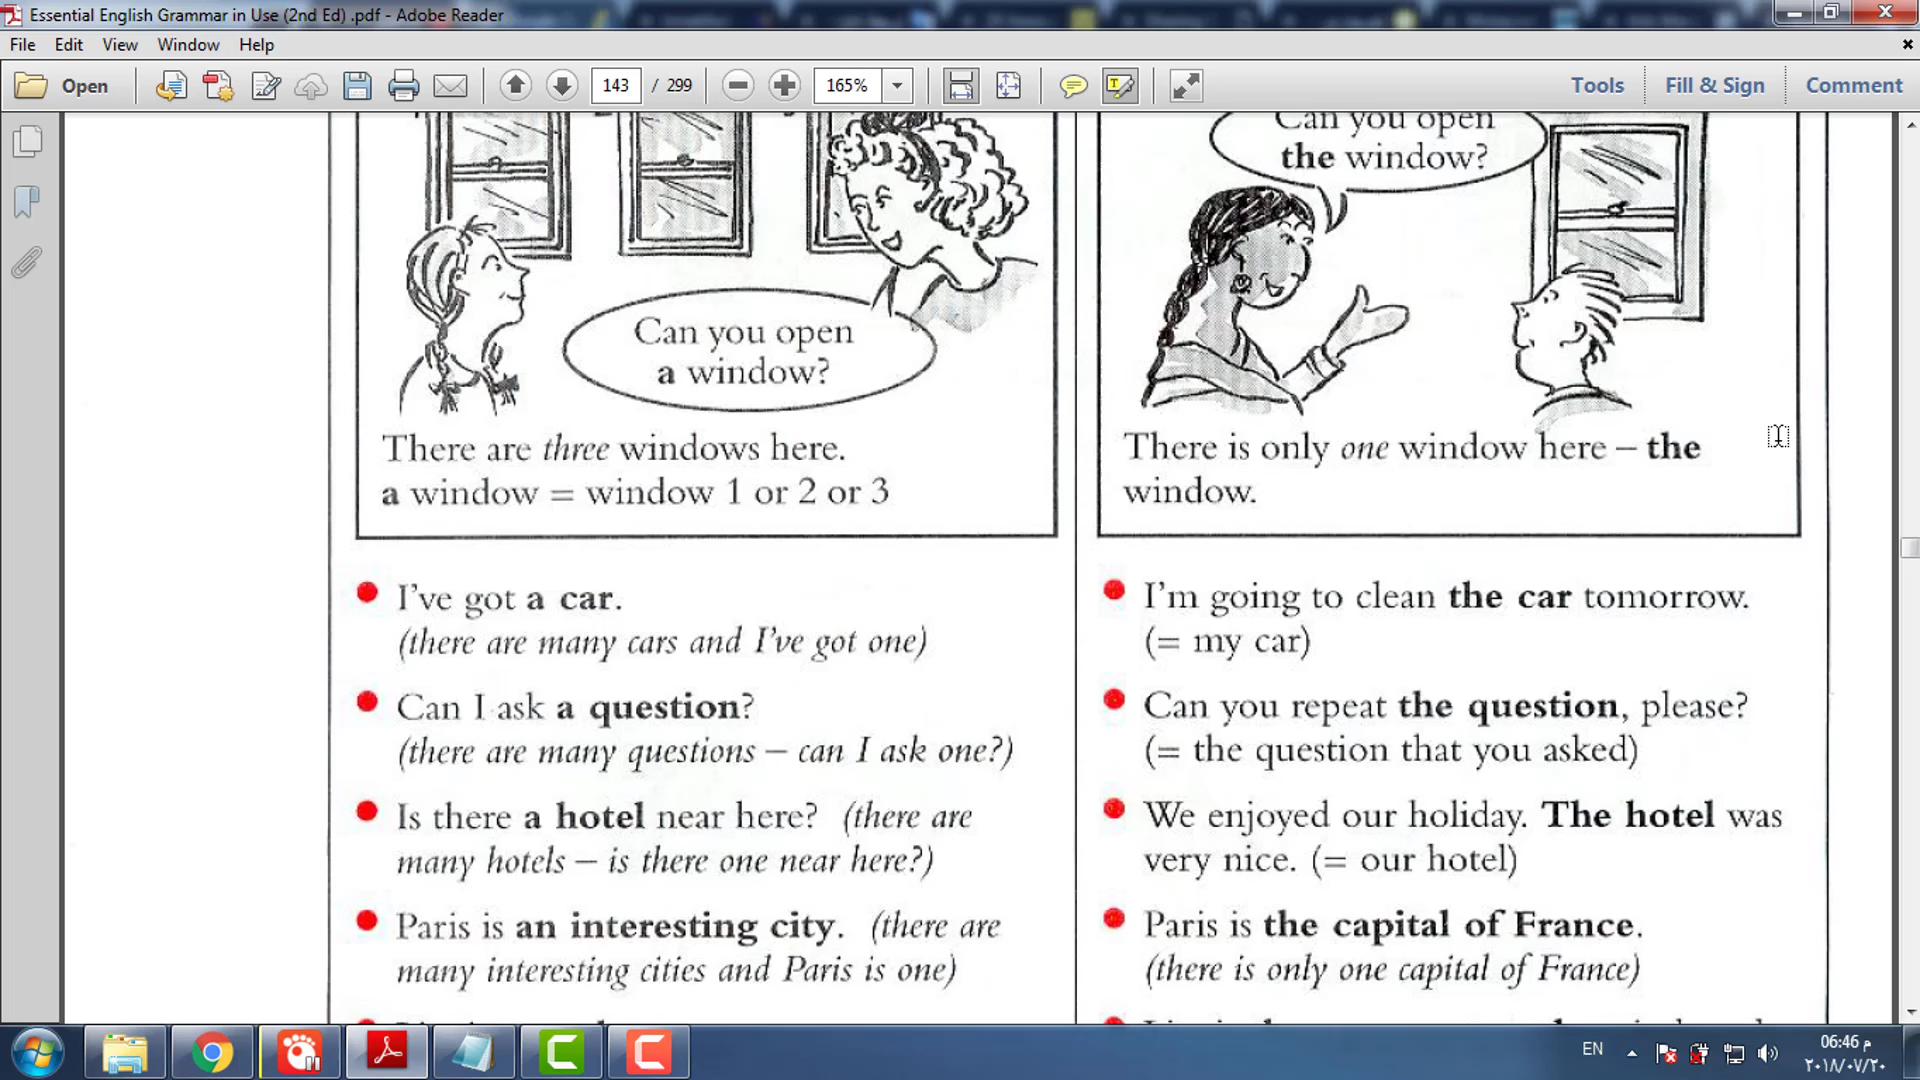 Essential English Grammar in Use (2nd Ed) .pdf - Adobe Reader
File Edit View Window Help
Open 143 / 299 165% Tools Fill & Sign Comment
Can you open
a window?
There are three windows here.
a window = window 1 or 2 or 3
I've got a car.
(there are many cars and I've got one)
Can I ask a question?
(there are many questions – can I ask one?)
Is there a hotel near here? (there are
many hotels – is there one near here?)
Paris is an interesting city. (there are
many interesting cities and Paris is one)
Can you open
the window?
There is only one window here – the
window.
I'm going to clean the car tomorrow.
(= my car)
Can you repeat the question, please?
(= the question that you asked)
We enjoyed our holiday. The hotel was
very nice. (= our hotel)
Paris is the capital of France.
(there is only one capital of France)
EN
06:46 م
٢٠١٨/٠٧/٢٠